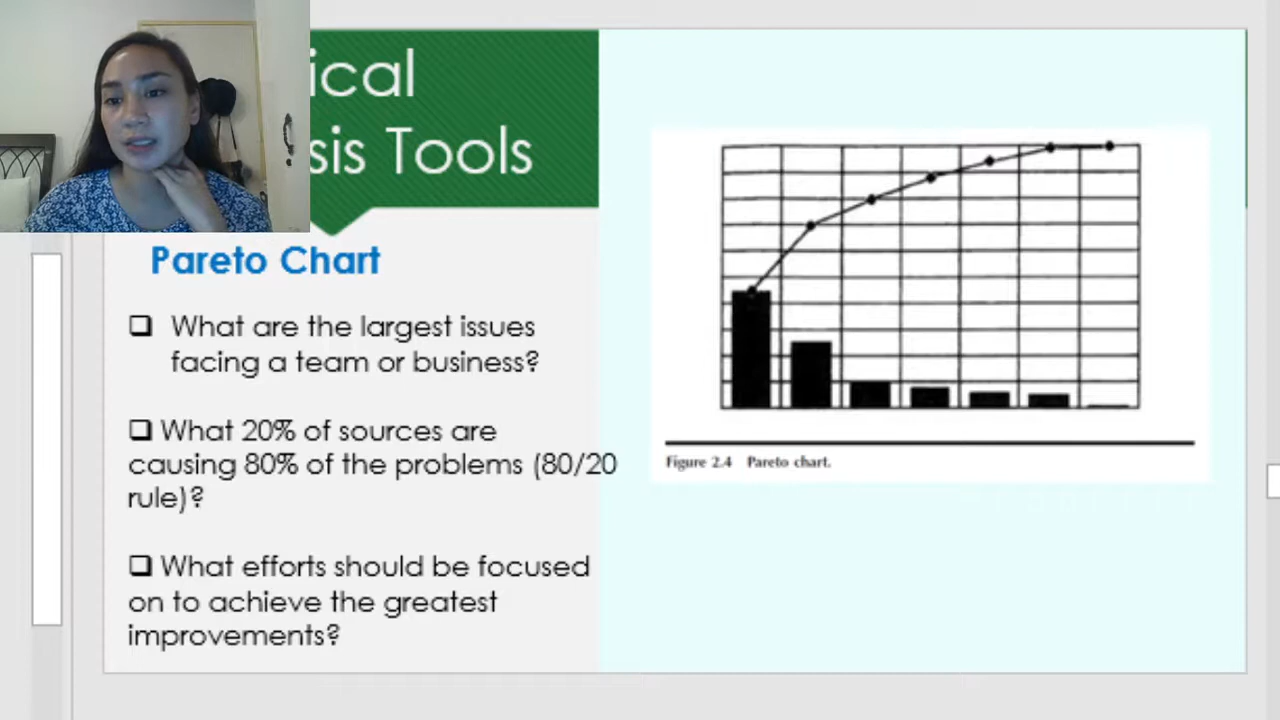 ical
sis Tools
Pareto Chart
❑ What are the largest issues
facing a team or business?
❑ What 20% of sources are
causing 80% of the problems (80/20
rule)?
❑ What efforts should be focused
on to achieve the greatest
improvements?
Figure 2.4 Pareto chart.